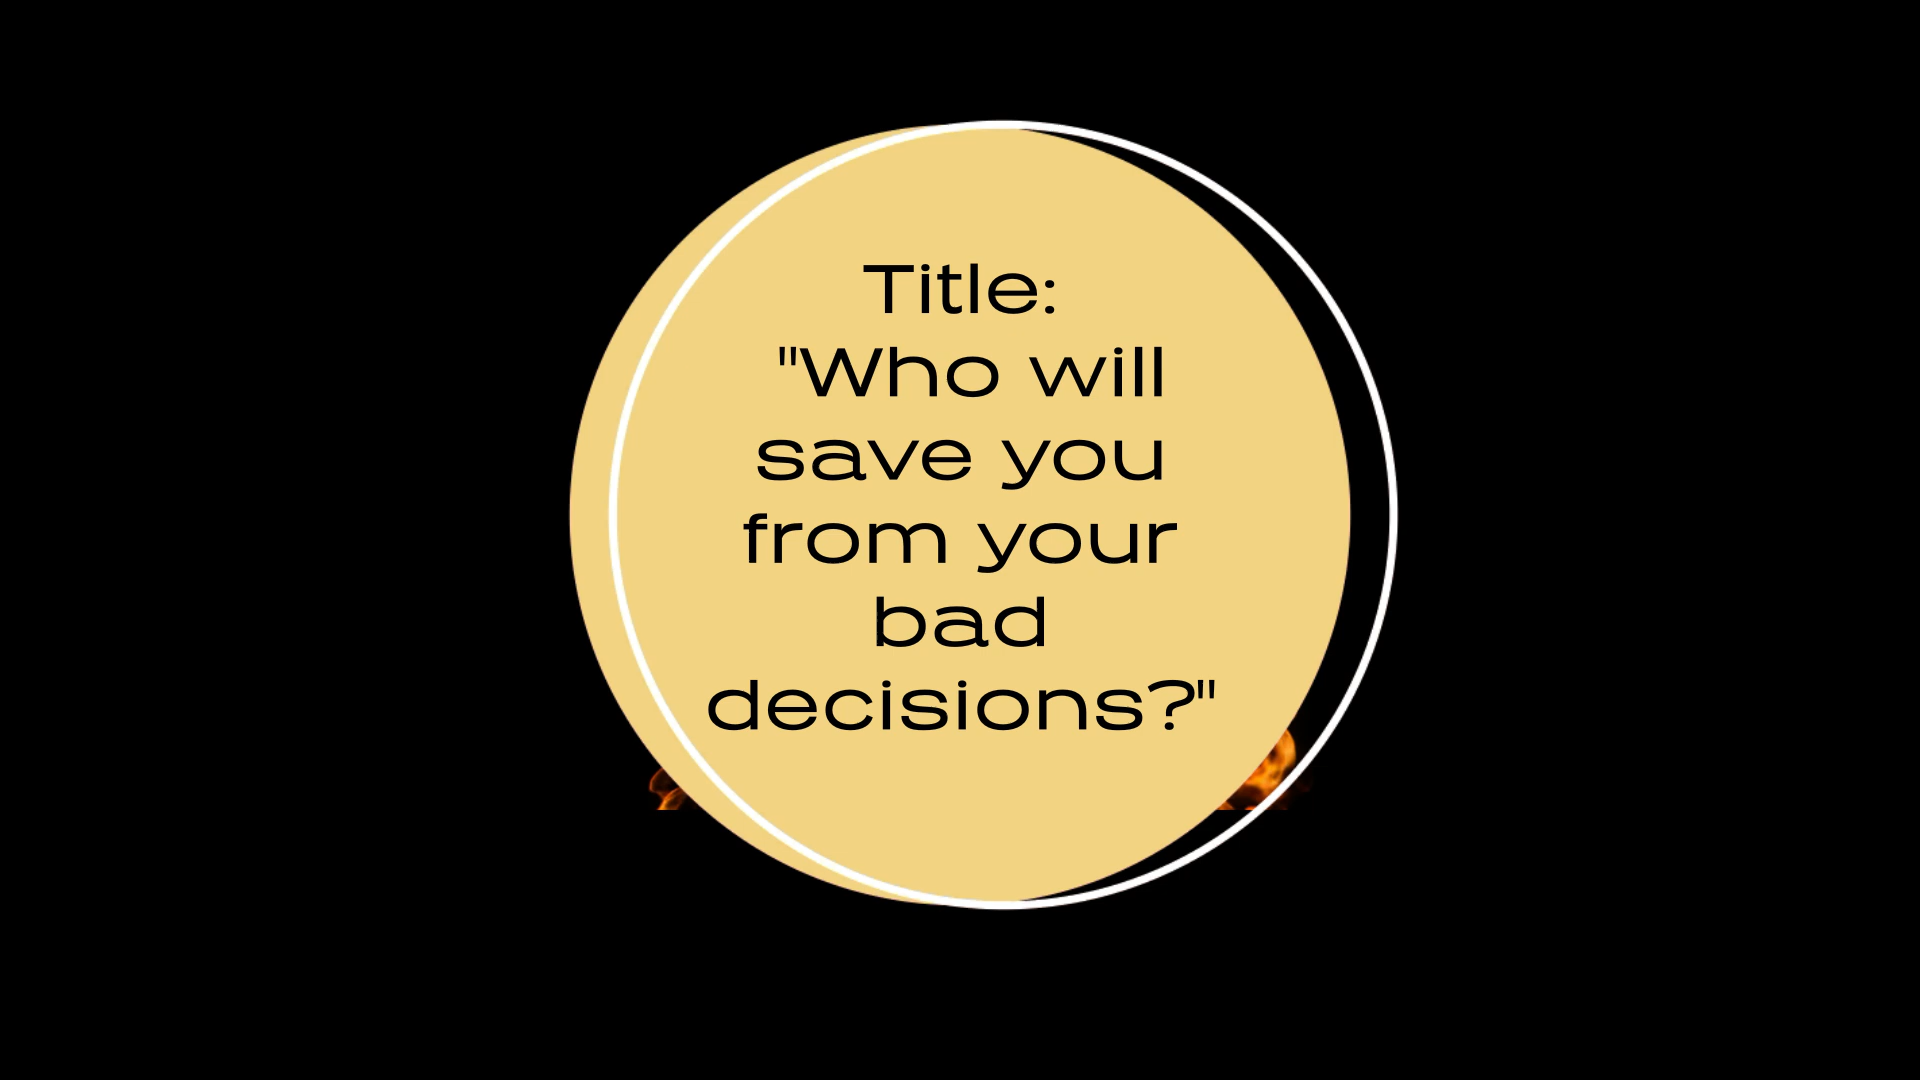 Title:
"Who will
save you
from your
bad
decisions?"